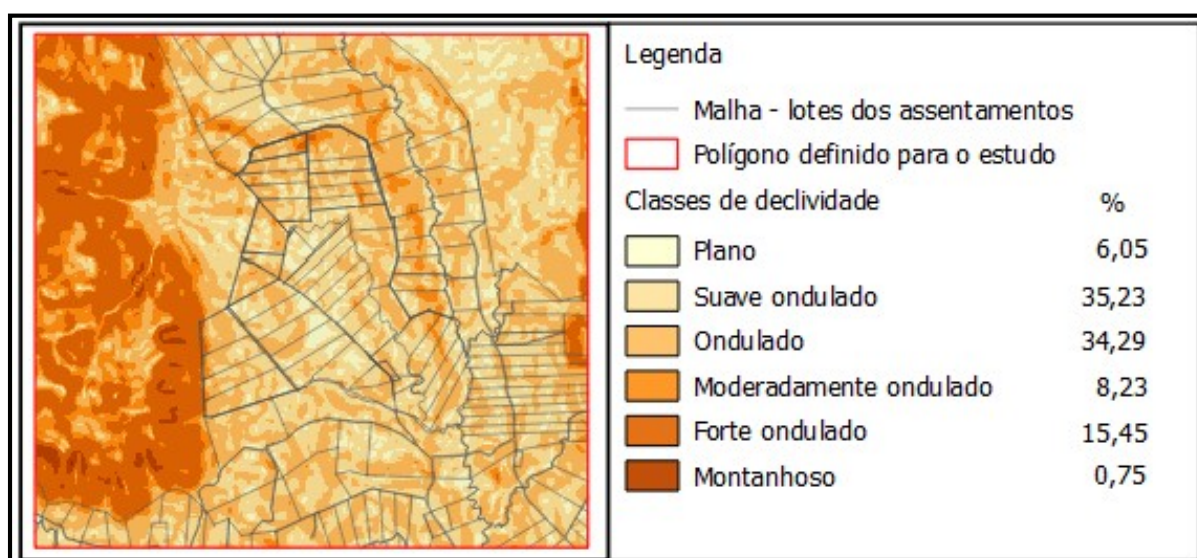 Legenda
Malha - lotes dos assentamentos
Polígono definido para o estudo
Classes de declividade %
Plano 6,05
Suave ondulado 35,23
Ondulado 34,29
Moderadamente ondulado 8,23
Forte ondulado 15,45
Montanhoso 0,75